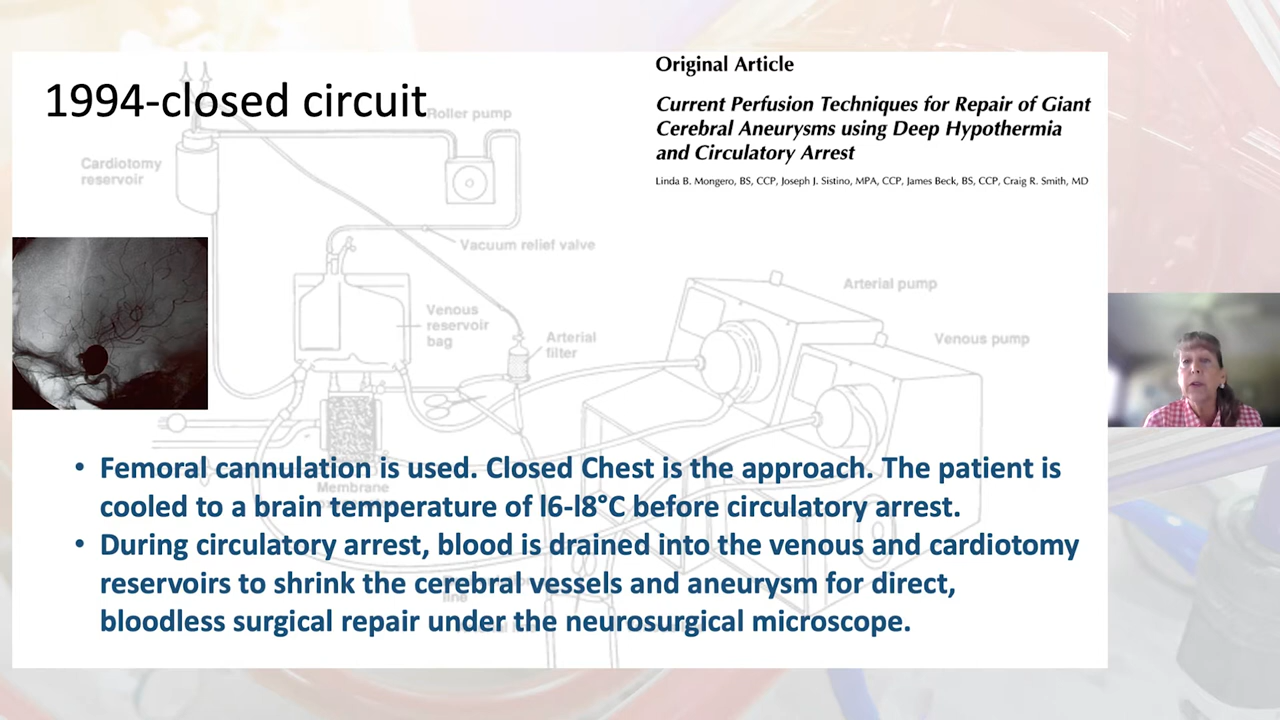 1994-closed circuit
Original Article
Current Perfusion Techniques for Repair of Giant
Cerebral Aneurysms using Deep Hypothermia
and Circulatory Arrest
Linda B. Mongero, BS, CCP, Joseph J. Sistino, MPA, CCP, James Beck, BS, CCP, Craig R. Smith, MD
Roller pump
Cardiotomy
reservoir
Vacuum relief valve
Arterial pump
Venous
reservoir
bag
Arterial
filter
Venous pump
• Femoral cannulation is used. Closed Chest is the approach. The patient is
cooled to a brain temperature of l6-l8°C before circulatory arrest.
Membrane
• During circulatory arrest, blood is drained into the venous and cardiotomy
reservoirs to shrink the cerebral vessels and aneurysm for direct,
line
bloodless surgical repair under the neurosurgical microscope.